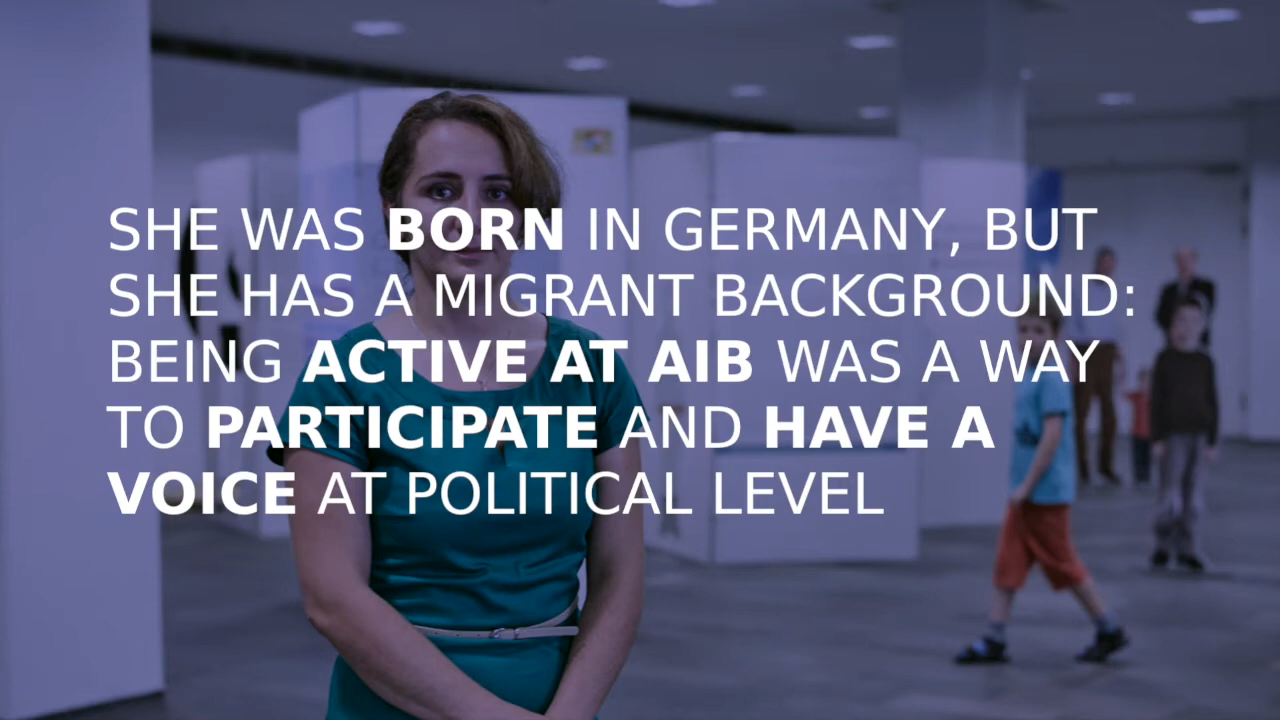 SHE WAS BORN IN GERMANY, BUT
SHE HAS A MIGRANT BACKGROUND:
BEING ACTIVE AT AIB WAS A WAY
TO PARTICIPATE AND HAVE A
VOICE AT POLITICAL LEVEL